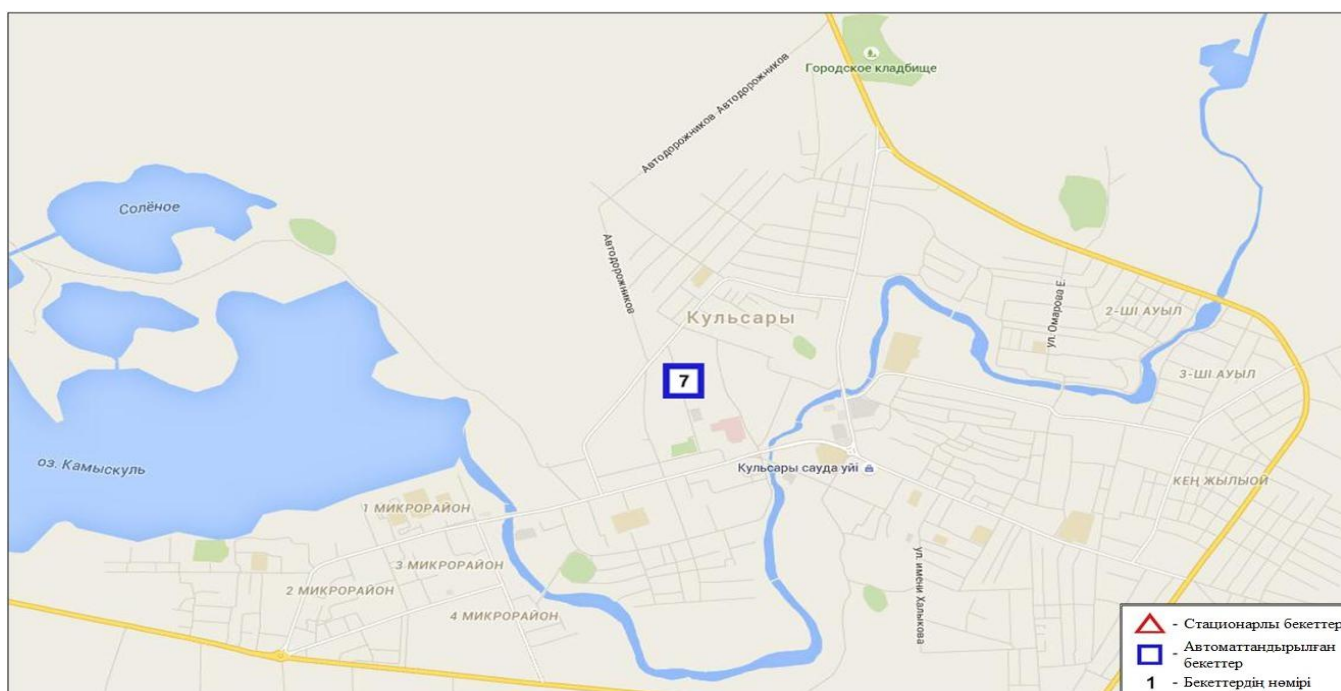 Городское кладбище
Автодорожников Автодорожников
Солёное
Автодорожников
ул. Омарова Е.
2-ШІ АУЫЛ
Кульсары
7
3-ШІ АУЫЛ
оз. Камыскуль
Кульсары сауда уйі
КЕҢ ЖЫЛЫОЙ
1 МИКРОРАЙОН
3 МИКРОРАЙОН
2 МИКРОРАЙОН
4 МИКРОРАЙОН
ул. имени Халыкова
- Стационарлы бекеттер
- Автоматтандырылған
бекеттер
1 - Бекеттердің нөмірі